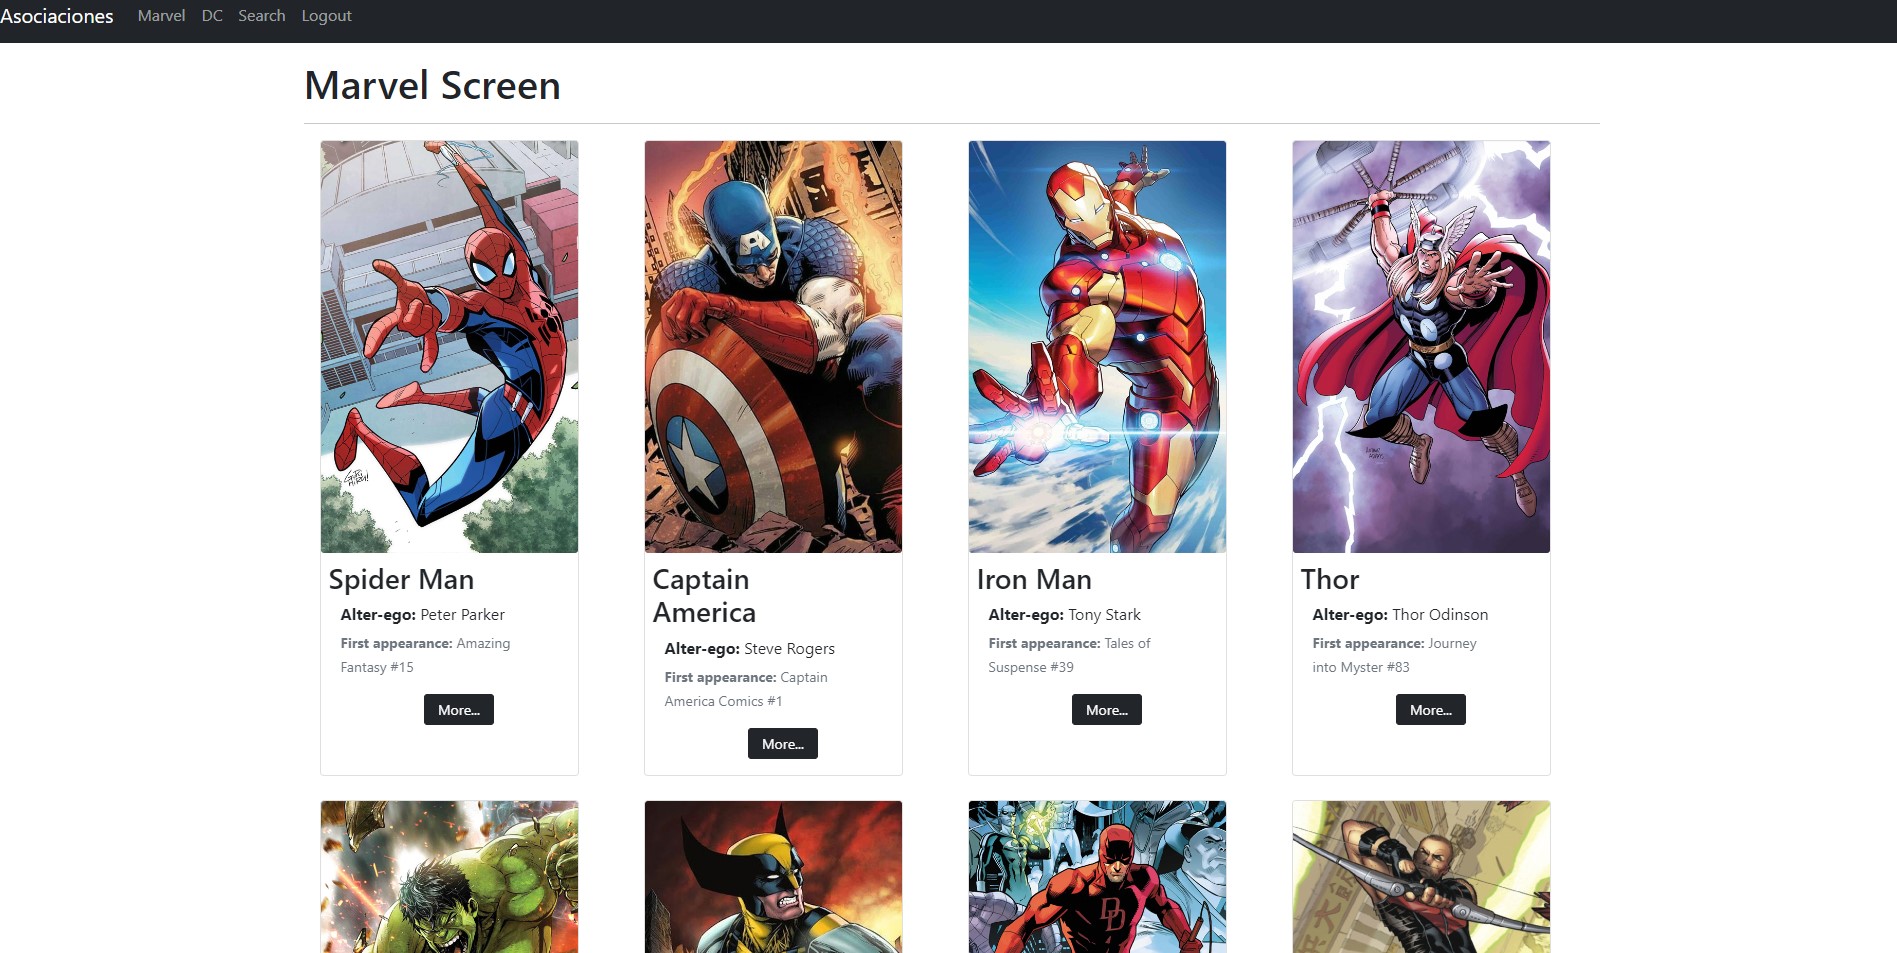 Asociaciones Marvel DC Search Logout
Marvel Screen
Spider Man
Alter-ego: Peter Parker
First appearance: Amazing
Fantasy #15
More...
Captain
America
Alter-ego: Steve Rogers
First appearance: Captain
America Comics #1
More...
Iron Man
Alter-ego: Tony Stark
First appearance: Tales of
Suspense #39
More...
Thor
Alter-ego: Thor Odinson
First appearance: Journey
into Myster #83
More...
A
DD